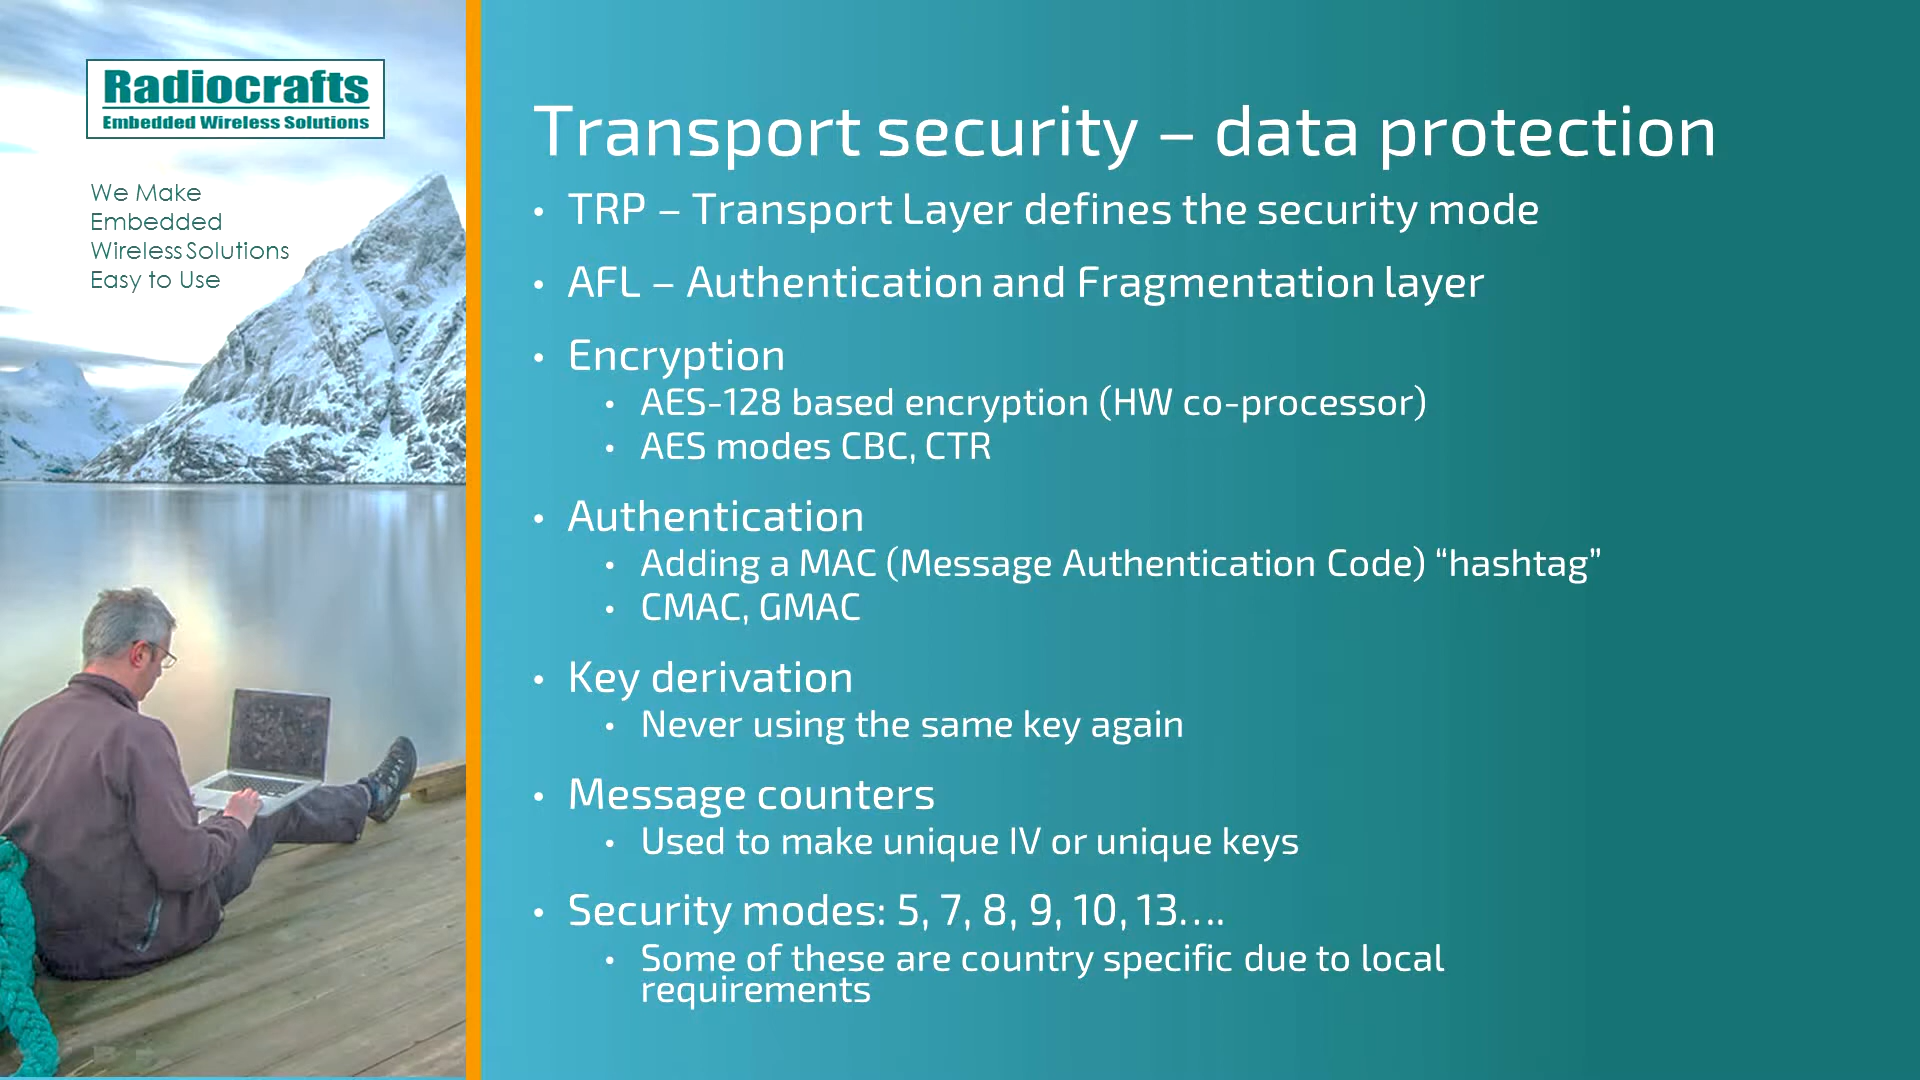 Radiocrafts
Embedded Wireless Solutions
We Make
Embedded
Wireless Solutions
Easy to Use
Transport security – data protection
• TRP – Transport Layer defines the security mode
• AFL – Authentication and Fragmentation layer
• Encryption
• AES-128 based encryption (HW co-processor)
• AES modes CBC, CTR
• Authentication
• Adding a MAC (Message Authentication Code) “hashtag”
• CMAC, GMAC
• Key derivation
• Never using the same key again
• Message counters
• Used to make unique IV or unique keys
• Security modes: 5, 7, 8, 9, 10, 13….
• Some of these are country specific due to local
requirements